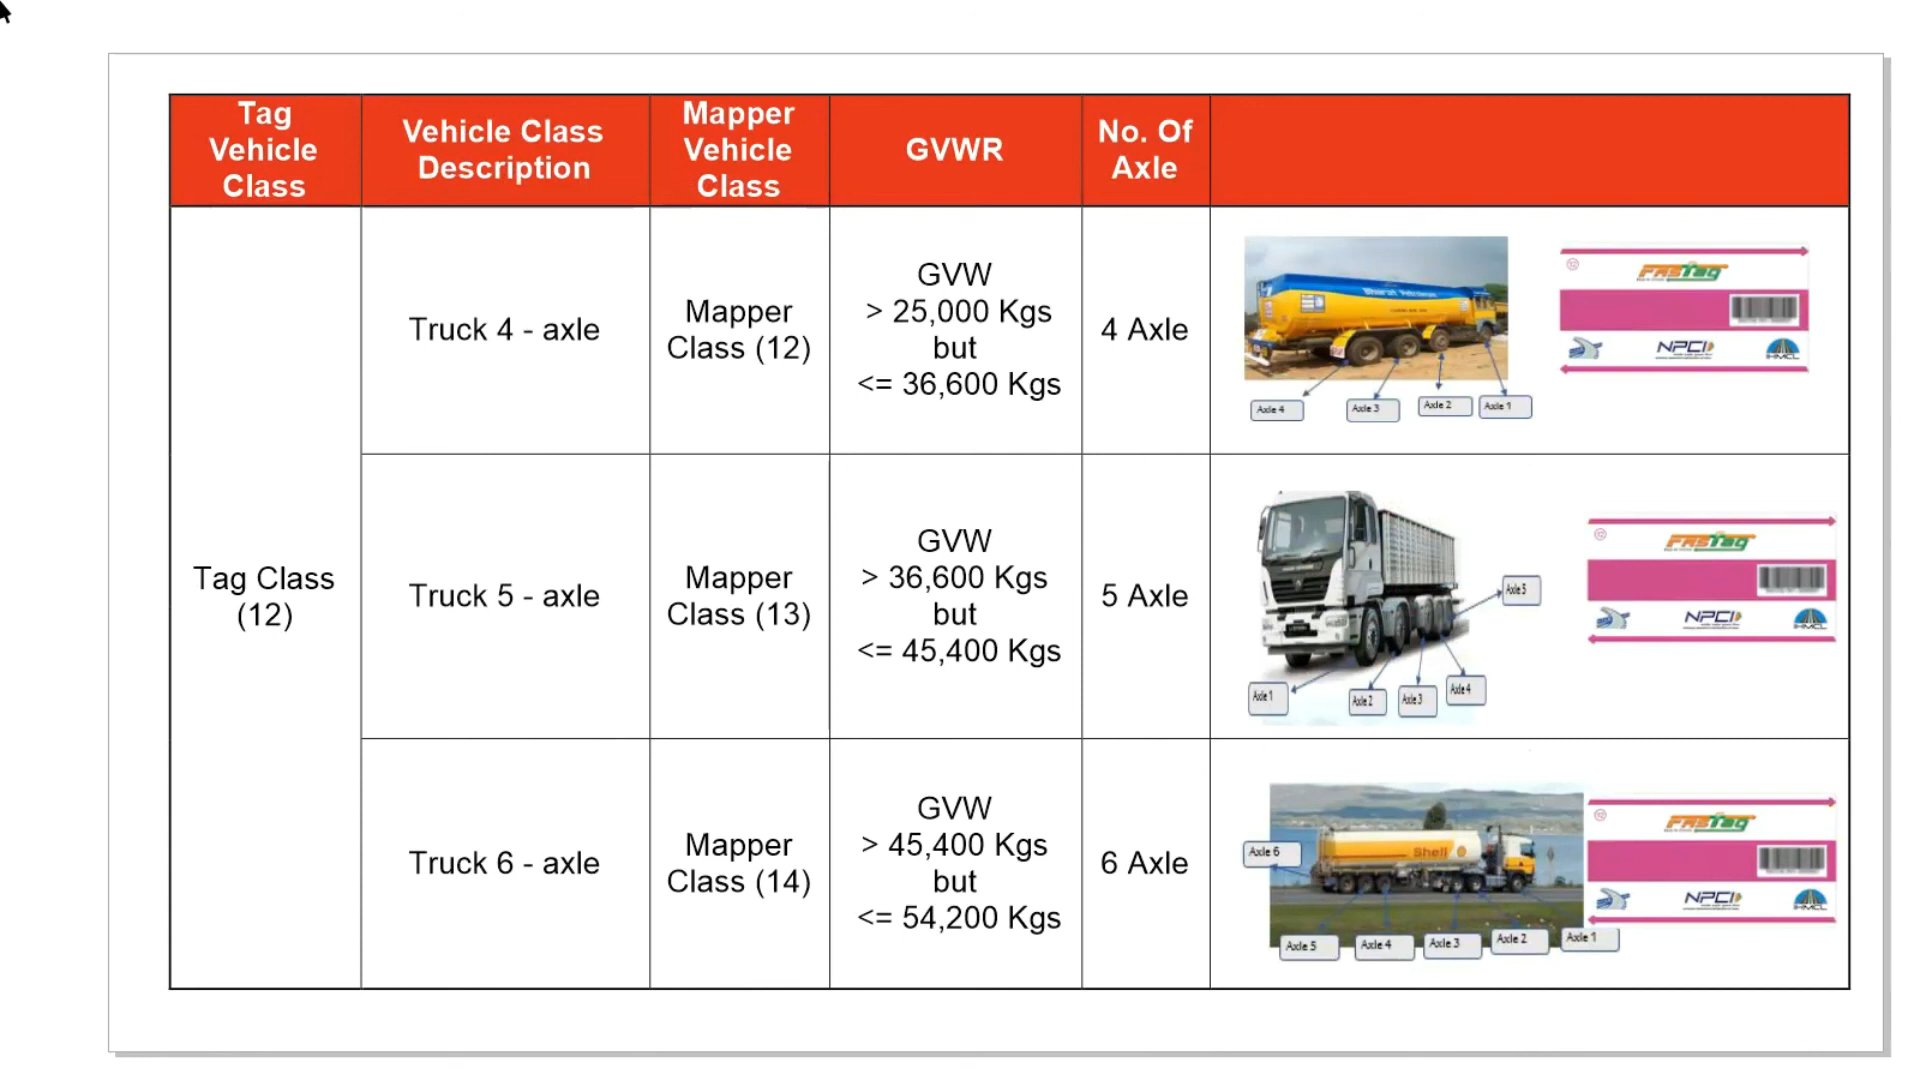 Tag
Vehicle
Class
Vehicle Class
Description
Mapper
Vehicle
Class
GVWR
No. Of
Axle
Tag Class
(12)
Truck 4 - axle
Mapper
Class (12)
GVW
> 25,000 Kgs
but
<= 36,600 Kgs
4 Axle
Bharat Petroleum
Axle 4
Axle 3
Axle 2
Axle 1
FASTag
NPCI
IHMCL
Truck 5 - axle
Mapper
Class (13)
GVW
> 36,600 Kgs
but
<= 45,400 Kgs
5 Axle
Axle 5
Axle 1
Axle 2
Axle 3
Axle 4
FASTag
NPCI
IHMCL
Truck 6 - axle
Mapper
Class (14)
GVW
> 45,400 Kgs
but
<= 54,200 Kgs
6 Axle
Shell
Axle 6
Axle 5
Axle 4
Axle 3
Axle 2
Axle 1
FASTag
NPCI
IHMCL